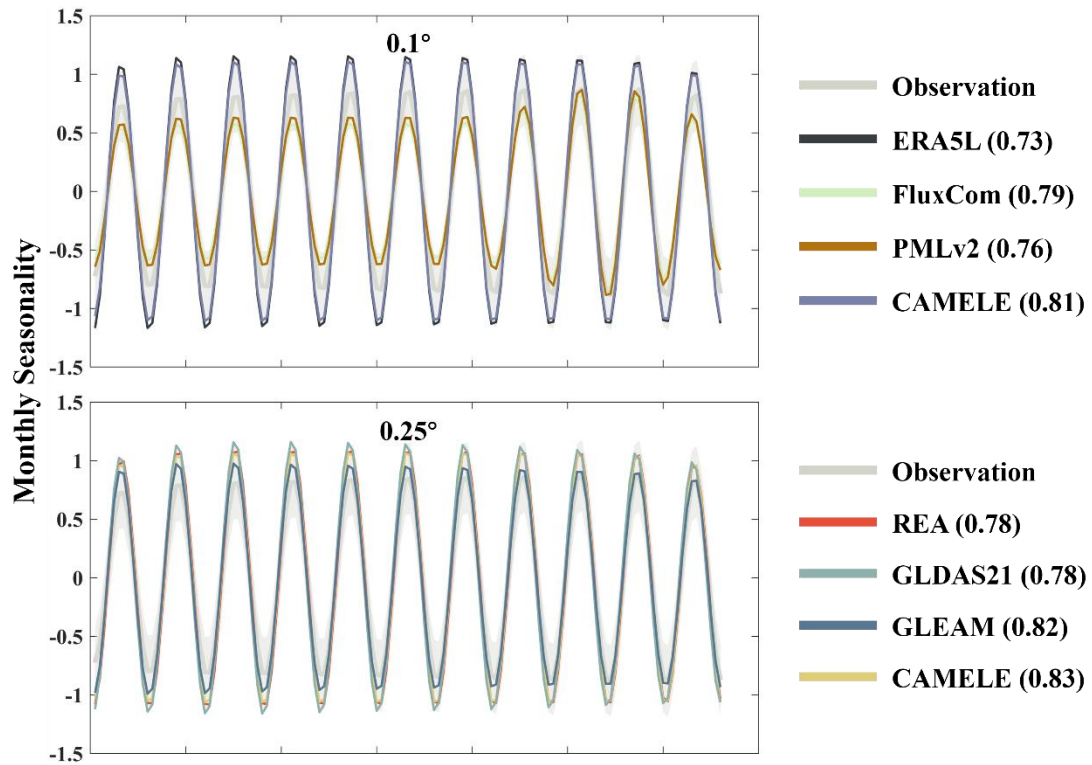 Monthly Seasonality
0.1°
1.5
1
0.5
0
-0.5
-1
-1.5
Observation
ERA5L (0.73)
FluxCom (0.79)
PMLv2 (0.76)
CAMELE (0.81)
0.25°
1.5
1
0.5
0
-0.5
-1
-1.5
Observation
REA (0.78)
GLDAS21 (0.78)
GLEAM (0.82)
CAMELE (0.83)